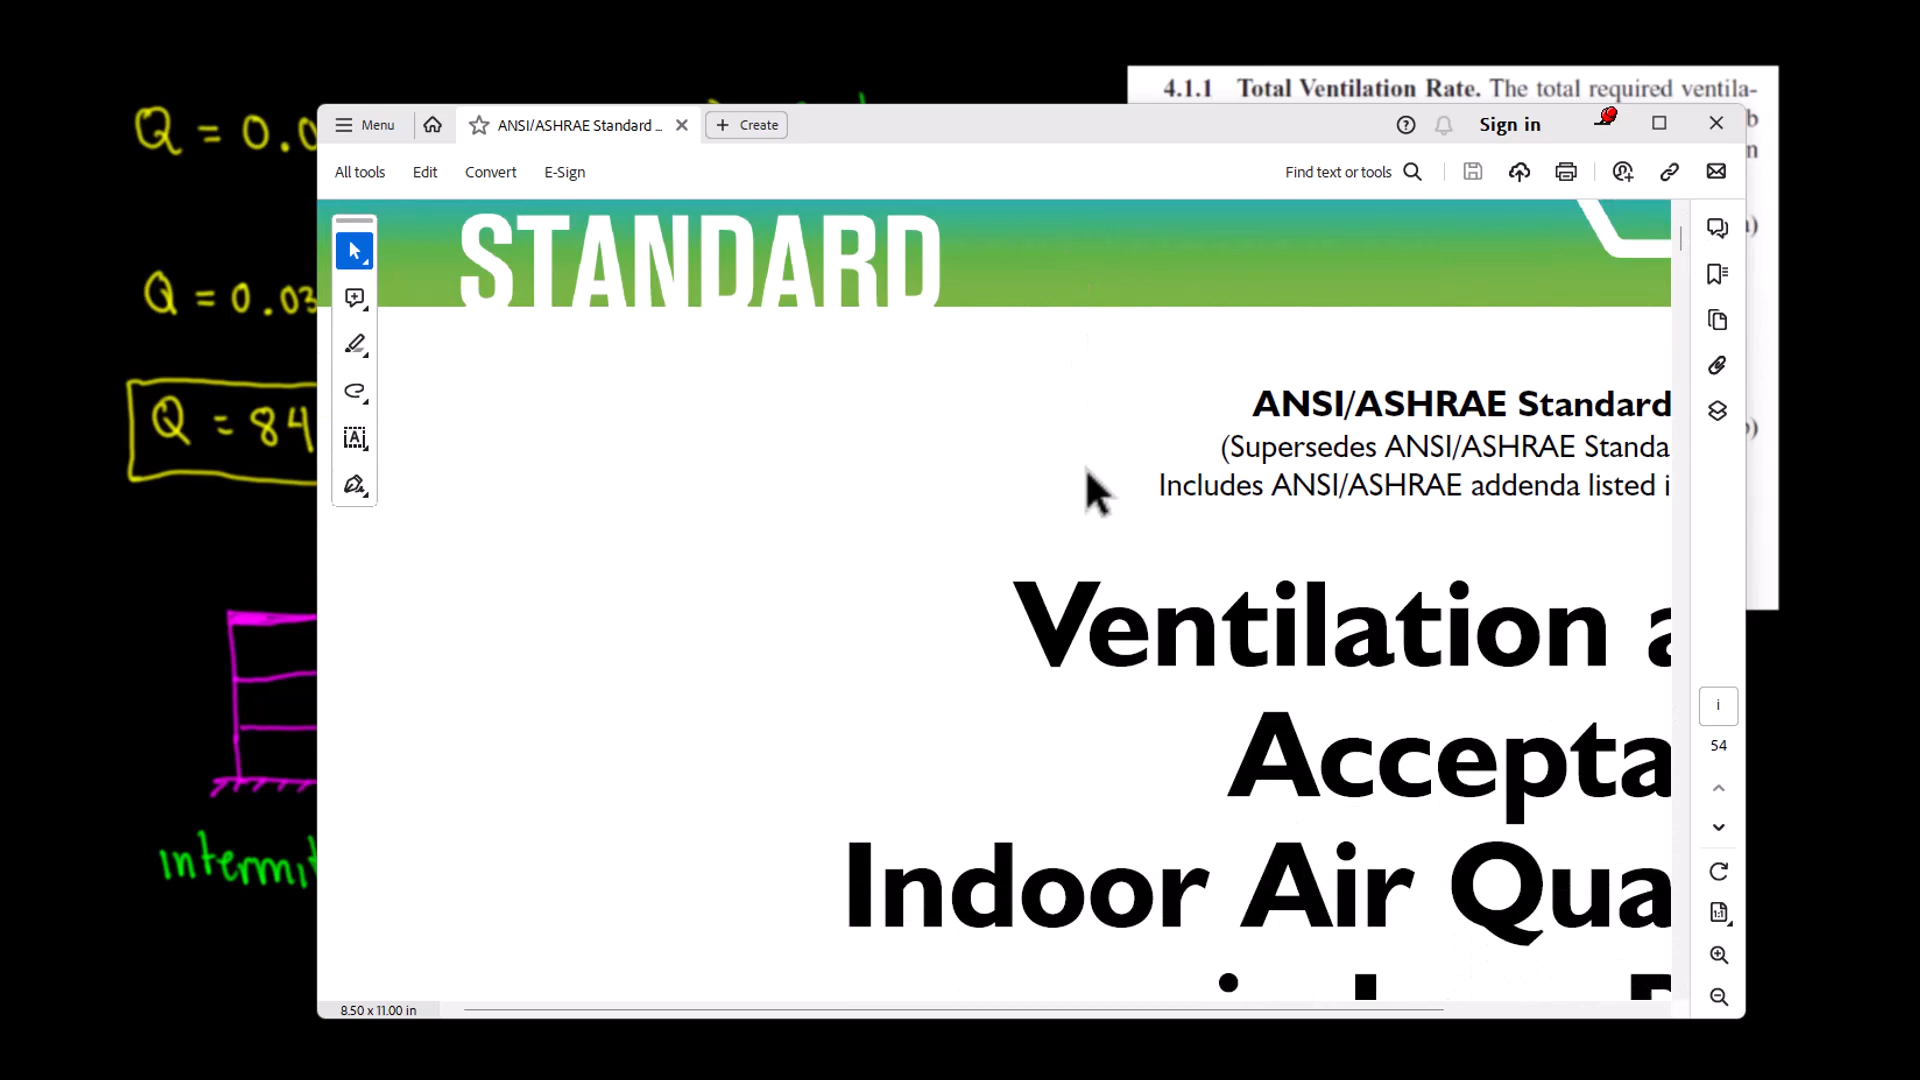 4.1.1 Total Ventilation Rate. The total required ventila-
Q = 0.0
Menu
ANSI/ASHRAE Standard ...
Create
Sign in
All tools
Edit
Convert
E-Sign
Find text or tools
STANDARD
Q = 0.03
ANSI/ASHRAE Standard
(Supersedes ANSI/ASHRAE Standa
Includes ANSI/ASHRAE addenda listed i
Q = 84
Ventilation a
Accepta
Indoor Air Qua
i
54
intermit
8.50 x 11.00 in